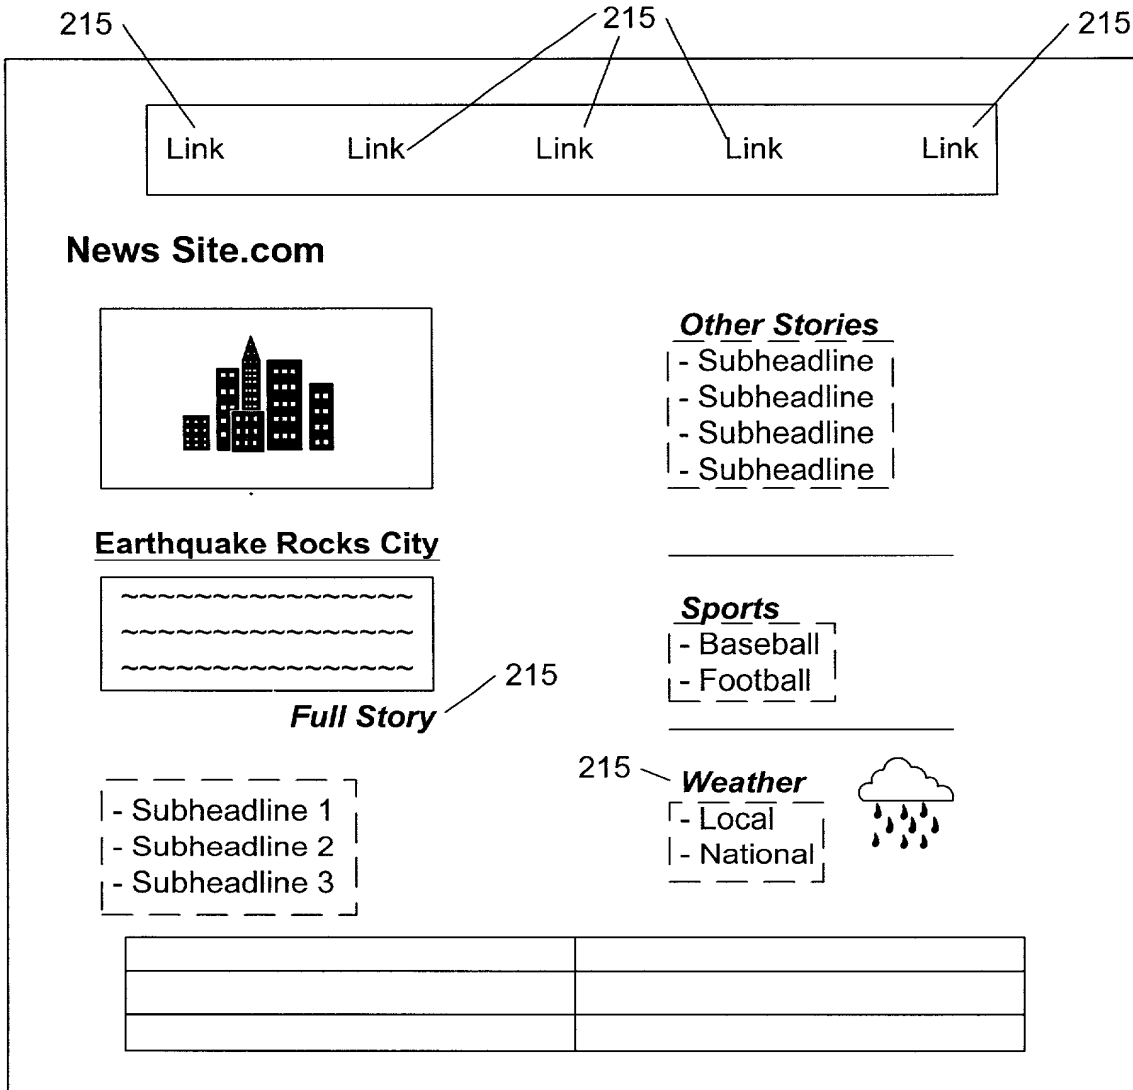 215 215 215
Link Link Link Link Link
News Site.com
Earthquake Rocks City
~~~~~~~~~~~~~~~~
~~~~~~~~~~~~~~~~
~~~~~~~~~~~~~~~~
215
Full Story
- Subheadline 1
- Subheadline 2
- Subheadline 3
Other Stories
- Subheadline
- Subheadline
- Subheadline
- Subheadline
Sports
- Baseball
- Football
215 Weather
- Local
- National